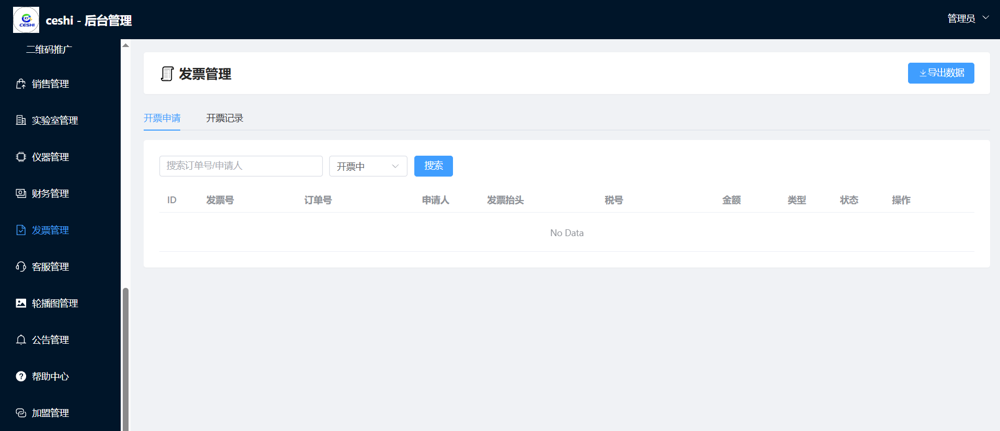 CESHI
ceshi - 后台管理
管理员
二维码推广
销售管理
实验室管理
仪器管理
财务管理
发票管理
客服管理
轮播图管理
公告管理
帮助中心
加盟管理
发票管理
导出数据
开票申请 开票记录
搜索订单号/申请人 开票中 搜索
ID 发票号 订单号 申请人 发票抬头 税号 金额 类型 状态 操作
No Data